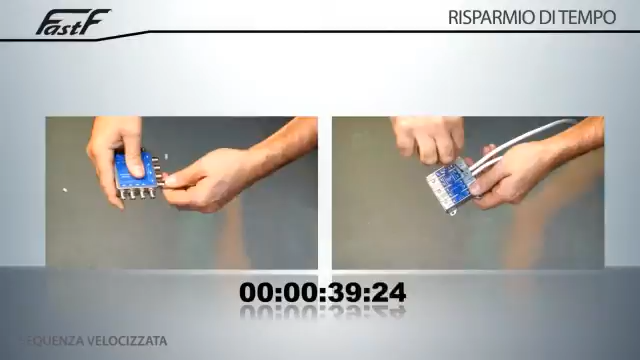 FastF
RISPARMIO DI TEMPO
00:00:39:24
EQUENZA VELOCIZZATA